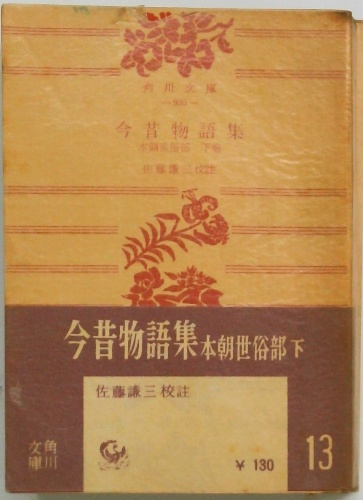 角川文庫
今昔物語集
本朝世俗部 下巻
佐藤謙三校註
今昔物語集本朝世俗部下
佐藤謙三校註
角川
文庫
¥ 130
13